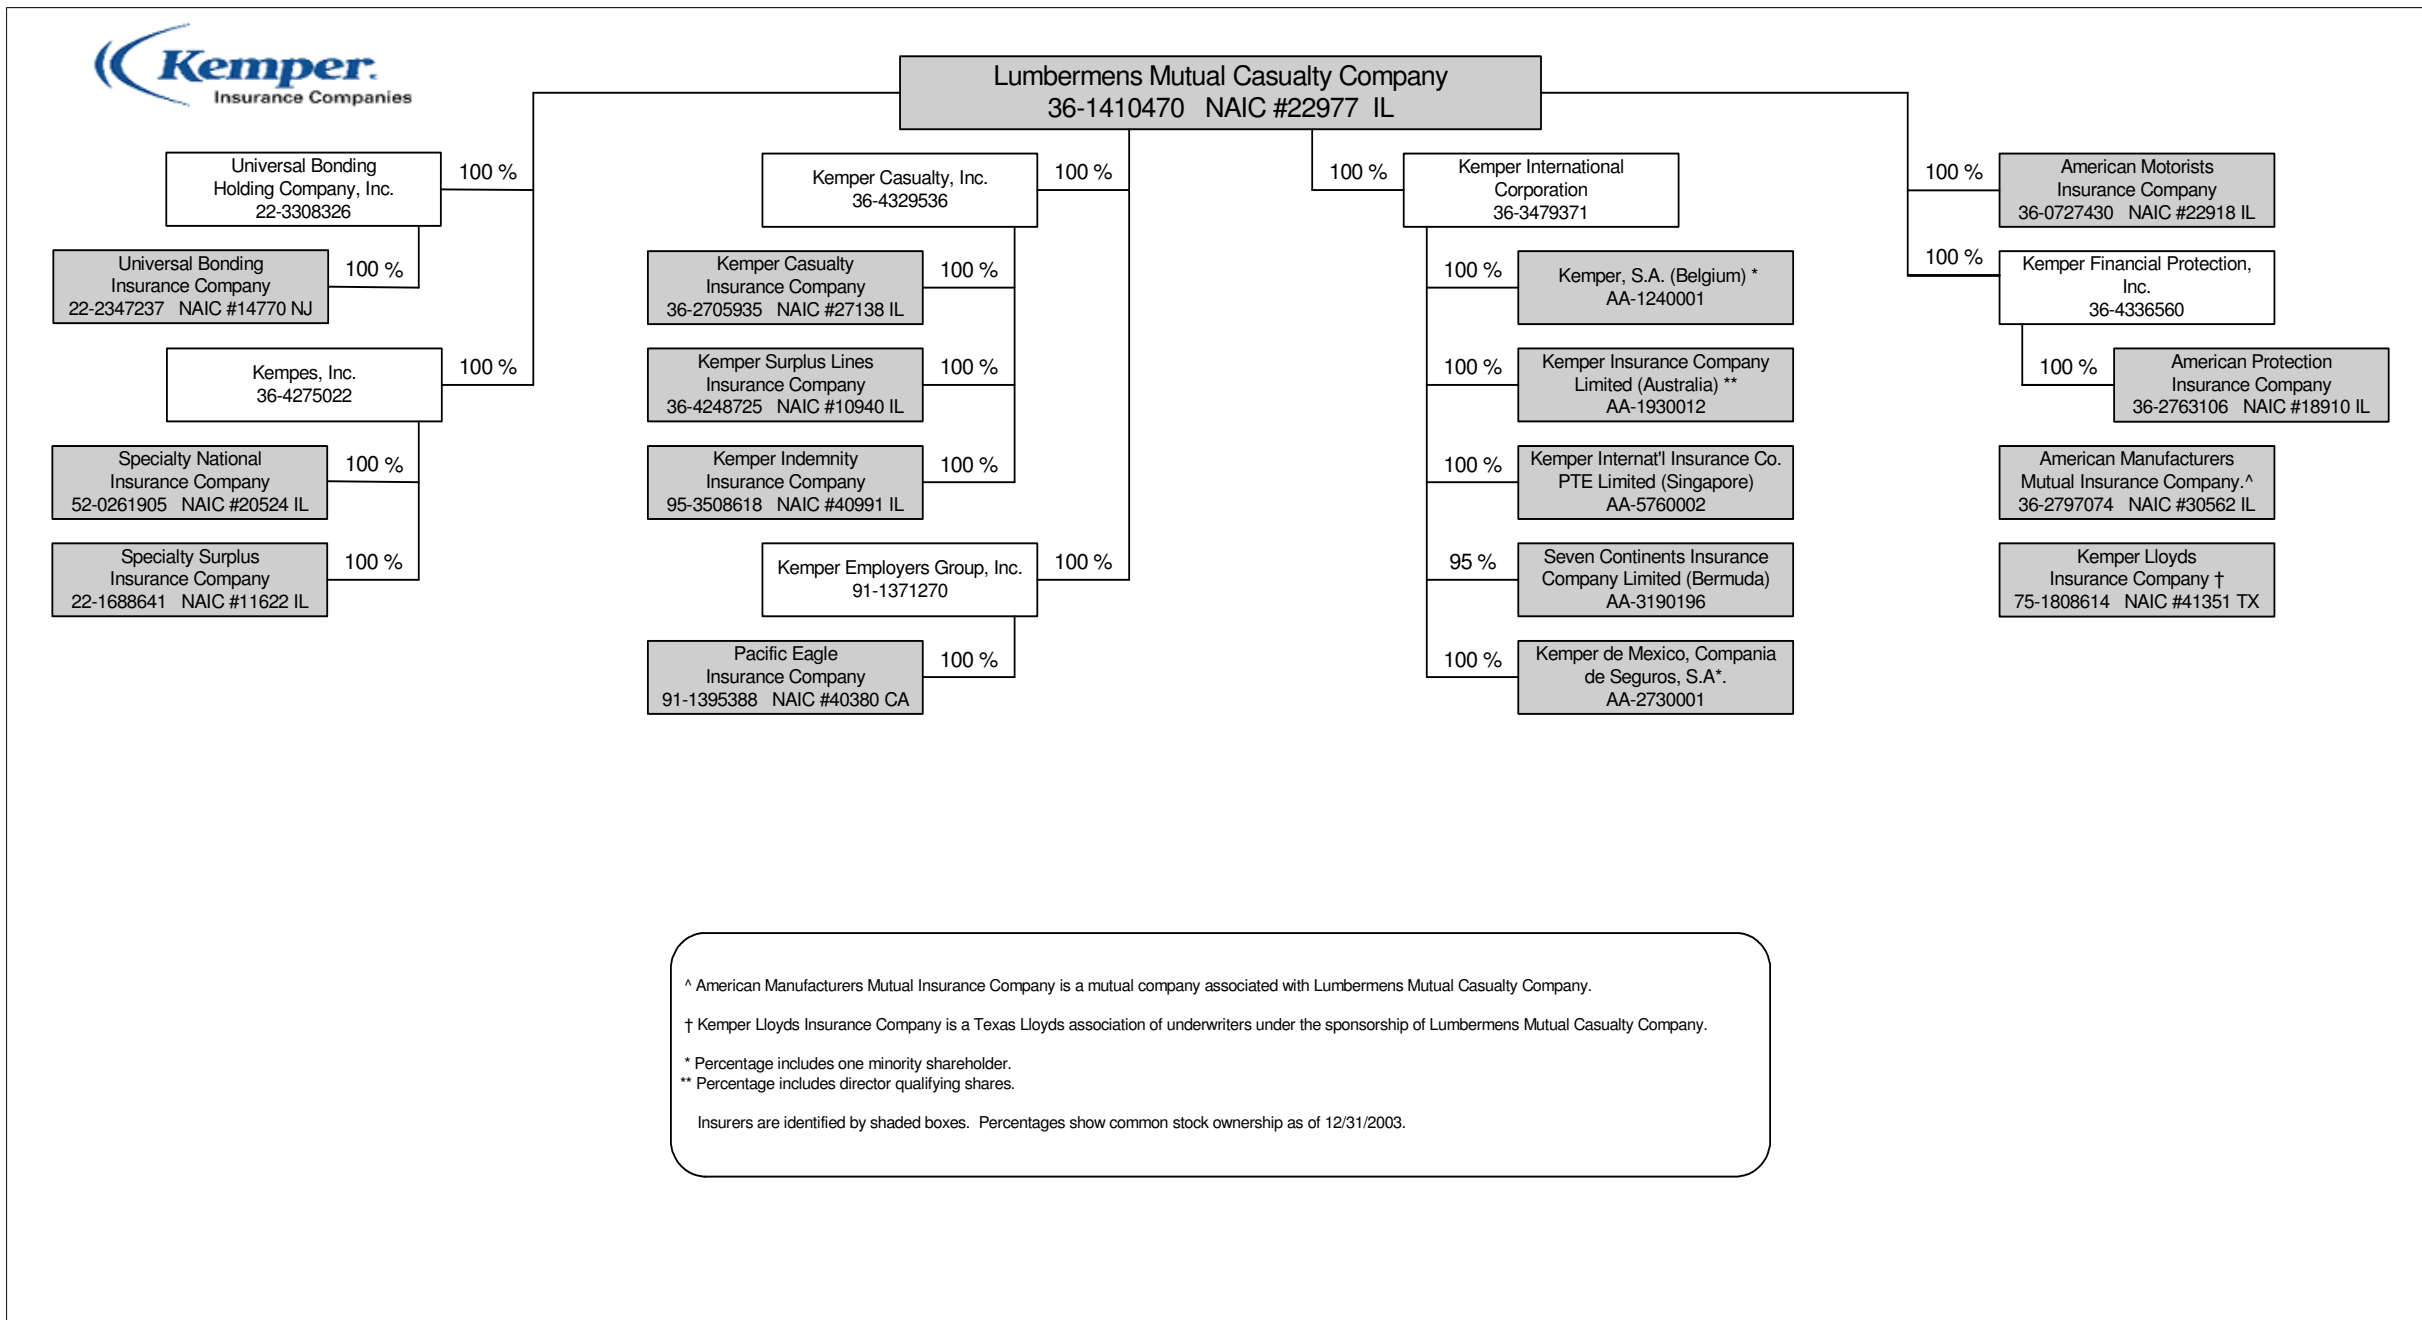 Kemper.
Insurance Companies
Lumbermens Mutual Casualty Company
36-1410470 NAIC #22977 IL
Universal Bonding
Holding Company, Inc.
22-3308326
100 %
Universal Bonding
Insurance Company
22-2347237 NAIC #14770 NJ
100 %
Kempes, Inc.
36-4275022
100 %
Specialty National
Insurance Company
52-0261905 NAIC #20524 IL
100 %
Specialty Surplus
Insurance Company
22-1688641 NAIC #11622 IL
100 %
Kemper Casualty, Inc.
36-4329536
100 %
Kemper Casualty
Insurance Company
36-2705935 NAIC #27138 IL
100 %
Kemper Surplus Lines
Insurance Company
36-4248725 NAIC #10940 IL
100 %
Kemper Indemnity
Insurance Company
95-3508618 NAIC #40991 IL
100 %
Kemper Employers Group, Inc.
91-1371270
100 %
Pacific Eagle
Insurance Company
91-1395388 NAIC #40380 CA
100 %
100 %
Kemper International
Corporation
36-3479371
100 %
Kemper, S.A. (Belgium) *
AA-1240001
100 %
Kemper Insurance Company
Limited (Australia) **
AA-1930012
100 %
Kemper Internat'l Insurance Co.
PTE Limited (Singapore)
AA-5760002
95 %
Seven Continents Insurance
Company Limited (Bermuda)
AA-3190196
100 %
Kemper de Mexico, Compania
de Seguros, S.A*.
AA-2730001
100 %
American Motorists
Insurance Company
36-0727430 NAIC #22918 IL
100 %
Kemper Financial Protection,
Inc.
36-4336560
100 %
American Protection
Insurance Company
36-2763106 NAIC #18910 IL
American Manufacturers
Mutual Insurance Company.^
36-2797074 NAIC #30562 IL
Kemper Lloyds
Insurance Company †
75-1808614 NAIC #41351 TX
^ American Manufacturers Mutual Insurance Company is a mutual company associated with Lumbermens Mutual Casualty Company.
† Kemper Lloyds Insurance Company is a Texas Lloyds association of underwriters under the sponsorship of Lumbermens Mutual Casualty Company.
* Percentage includes one minority shareholder.
** Percentage includes director qualifying shares.
Insurers are identified by shaded boxes. Percentages show common stock ownership as of 12/31/2003.